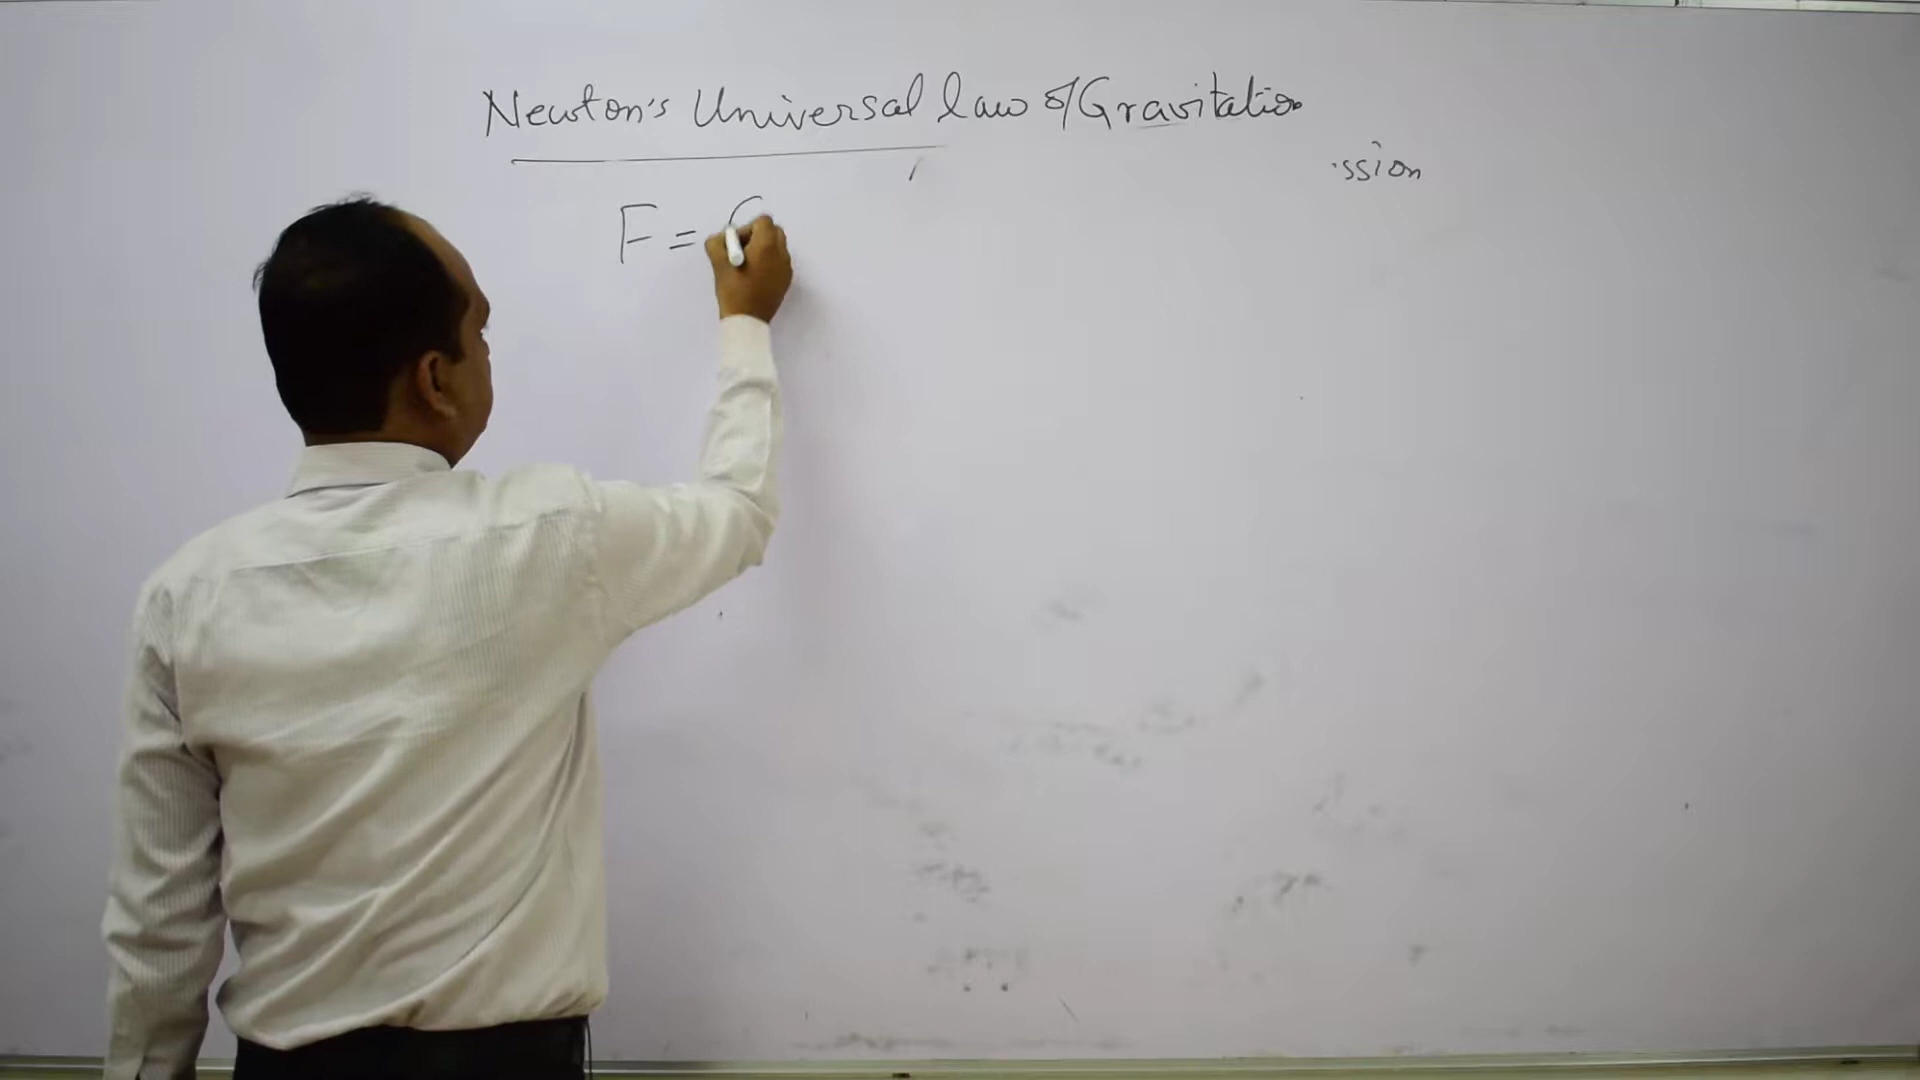 Newton's Universal law of Gravitation
ssion
F =